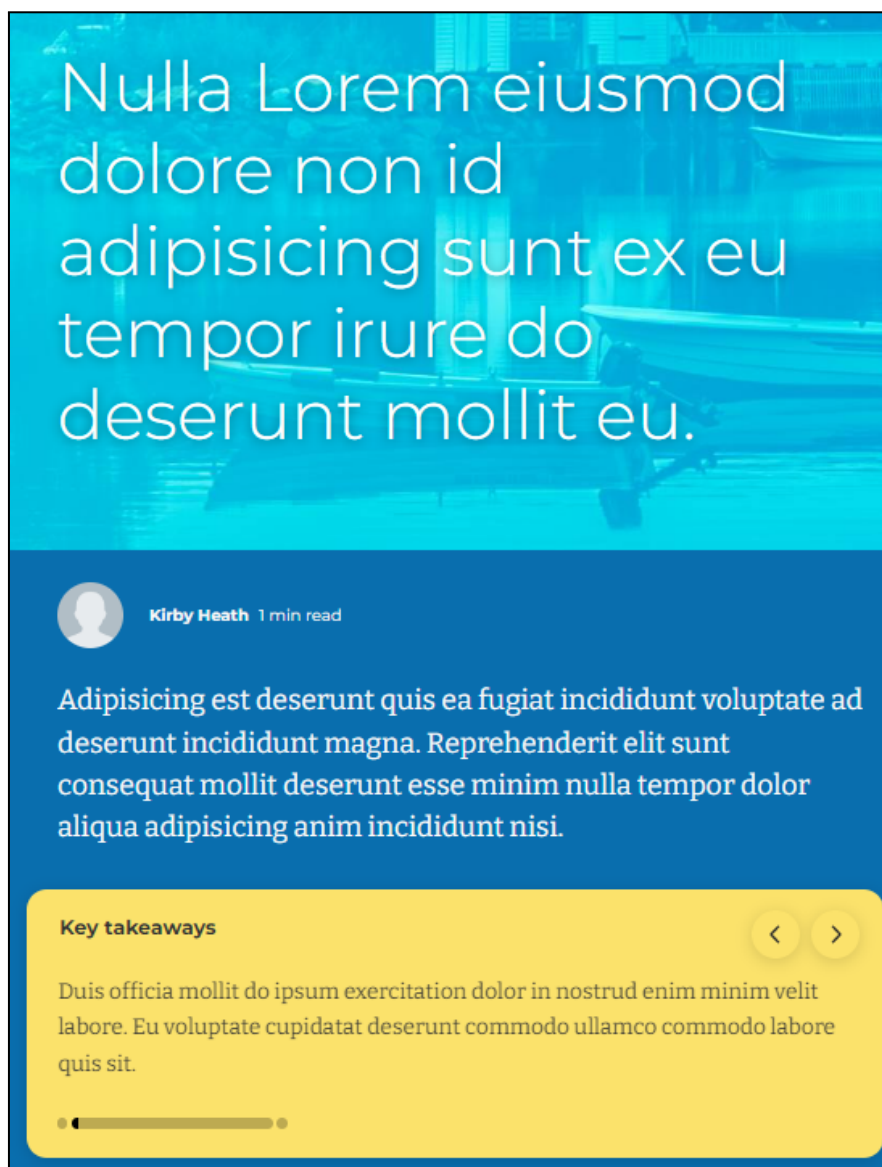 Nulla Lorem eiusmod
dolore non id
adipisicing sunt ex eu
tempor irure do
deserunt mollit eu.
Kirby Heath 1 min read
Adipisicing est deserunt quis ea fugiat incididunt voluptate ad
deserunt incididunt magna. Reprehenderit elit sunt
consequat mollit deserunt esse minim nulla tempor dolor
aliqua adipisicing anim incididunt nisi.
Key takeaways
Duis officia mollit do ipsum exercitation dolor in nostrud enim minim velit
labore. Eu voluptate cupidatat deserunt commodo ullamco commodo labore
quis sit.